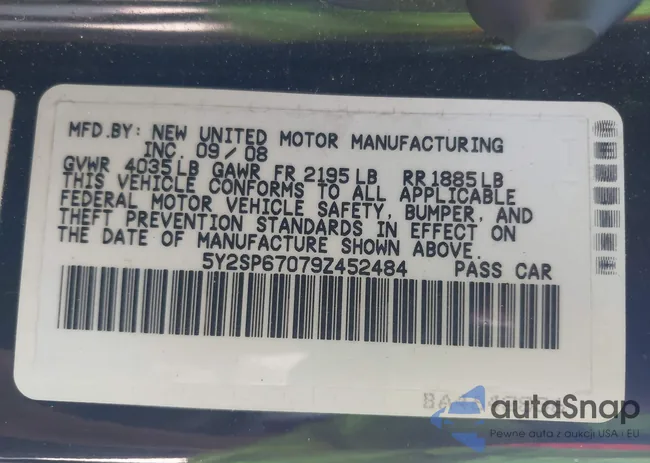 MFD.BY: NEW UNITED MOTOR MANUFACTURING
INC. 09/08
GVWR 4035LB GAWR FR 2195LB RR 1885LB
THIS VEHICLE CONFORMS TO ALL APPLICABLE
FEDERAL MOTOR VEHICLE SAFETY, BUMPER, AND
THEFT PREVENTION STANDARDS IN EFFECT ON
THE DATE OF MANUFACTURE SHOWN ABOVE.
5Y2SP67079Z452484 PASS CAR
autoSnap
Pewne auta z aukcji USA i EU